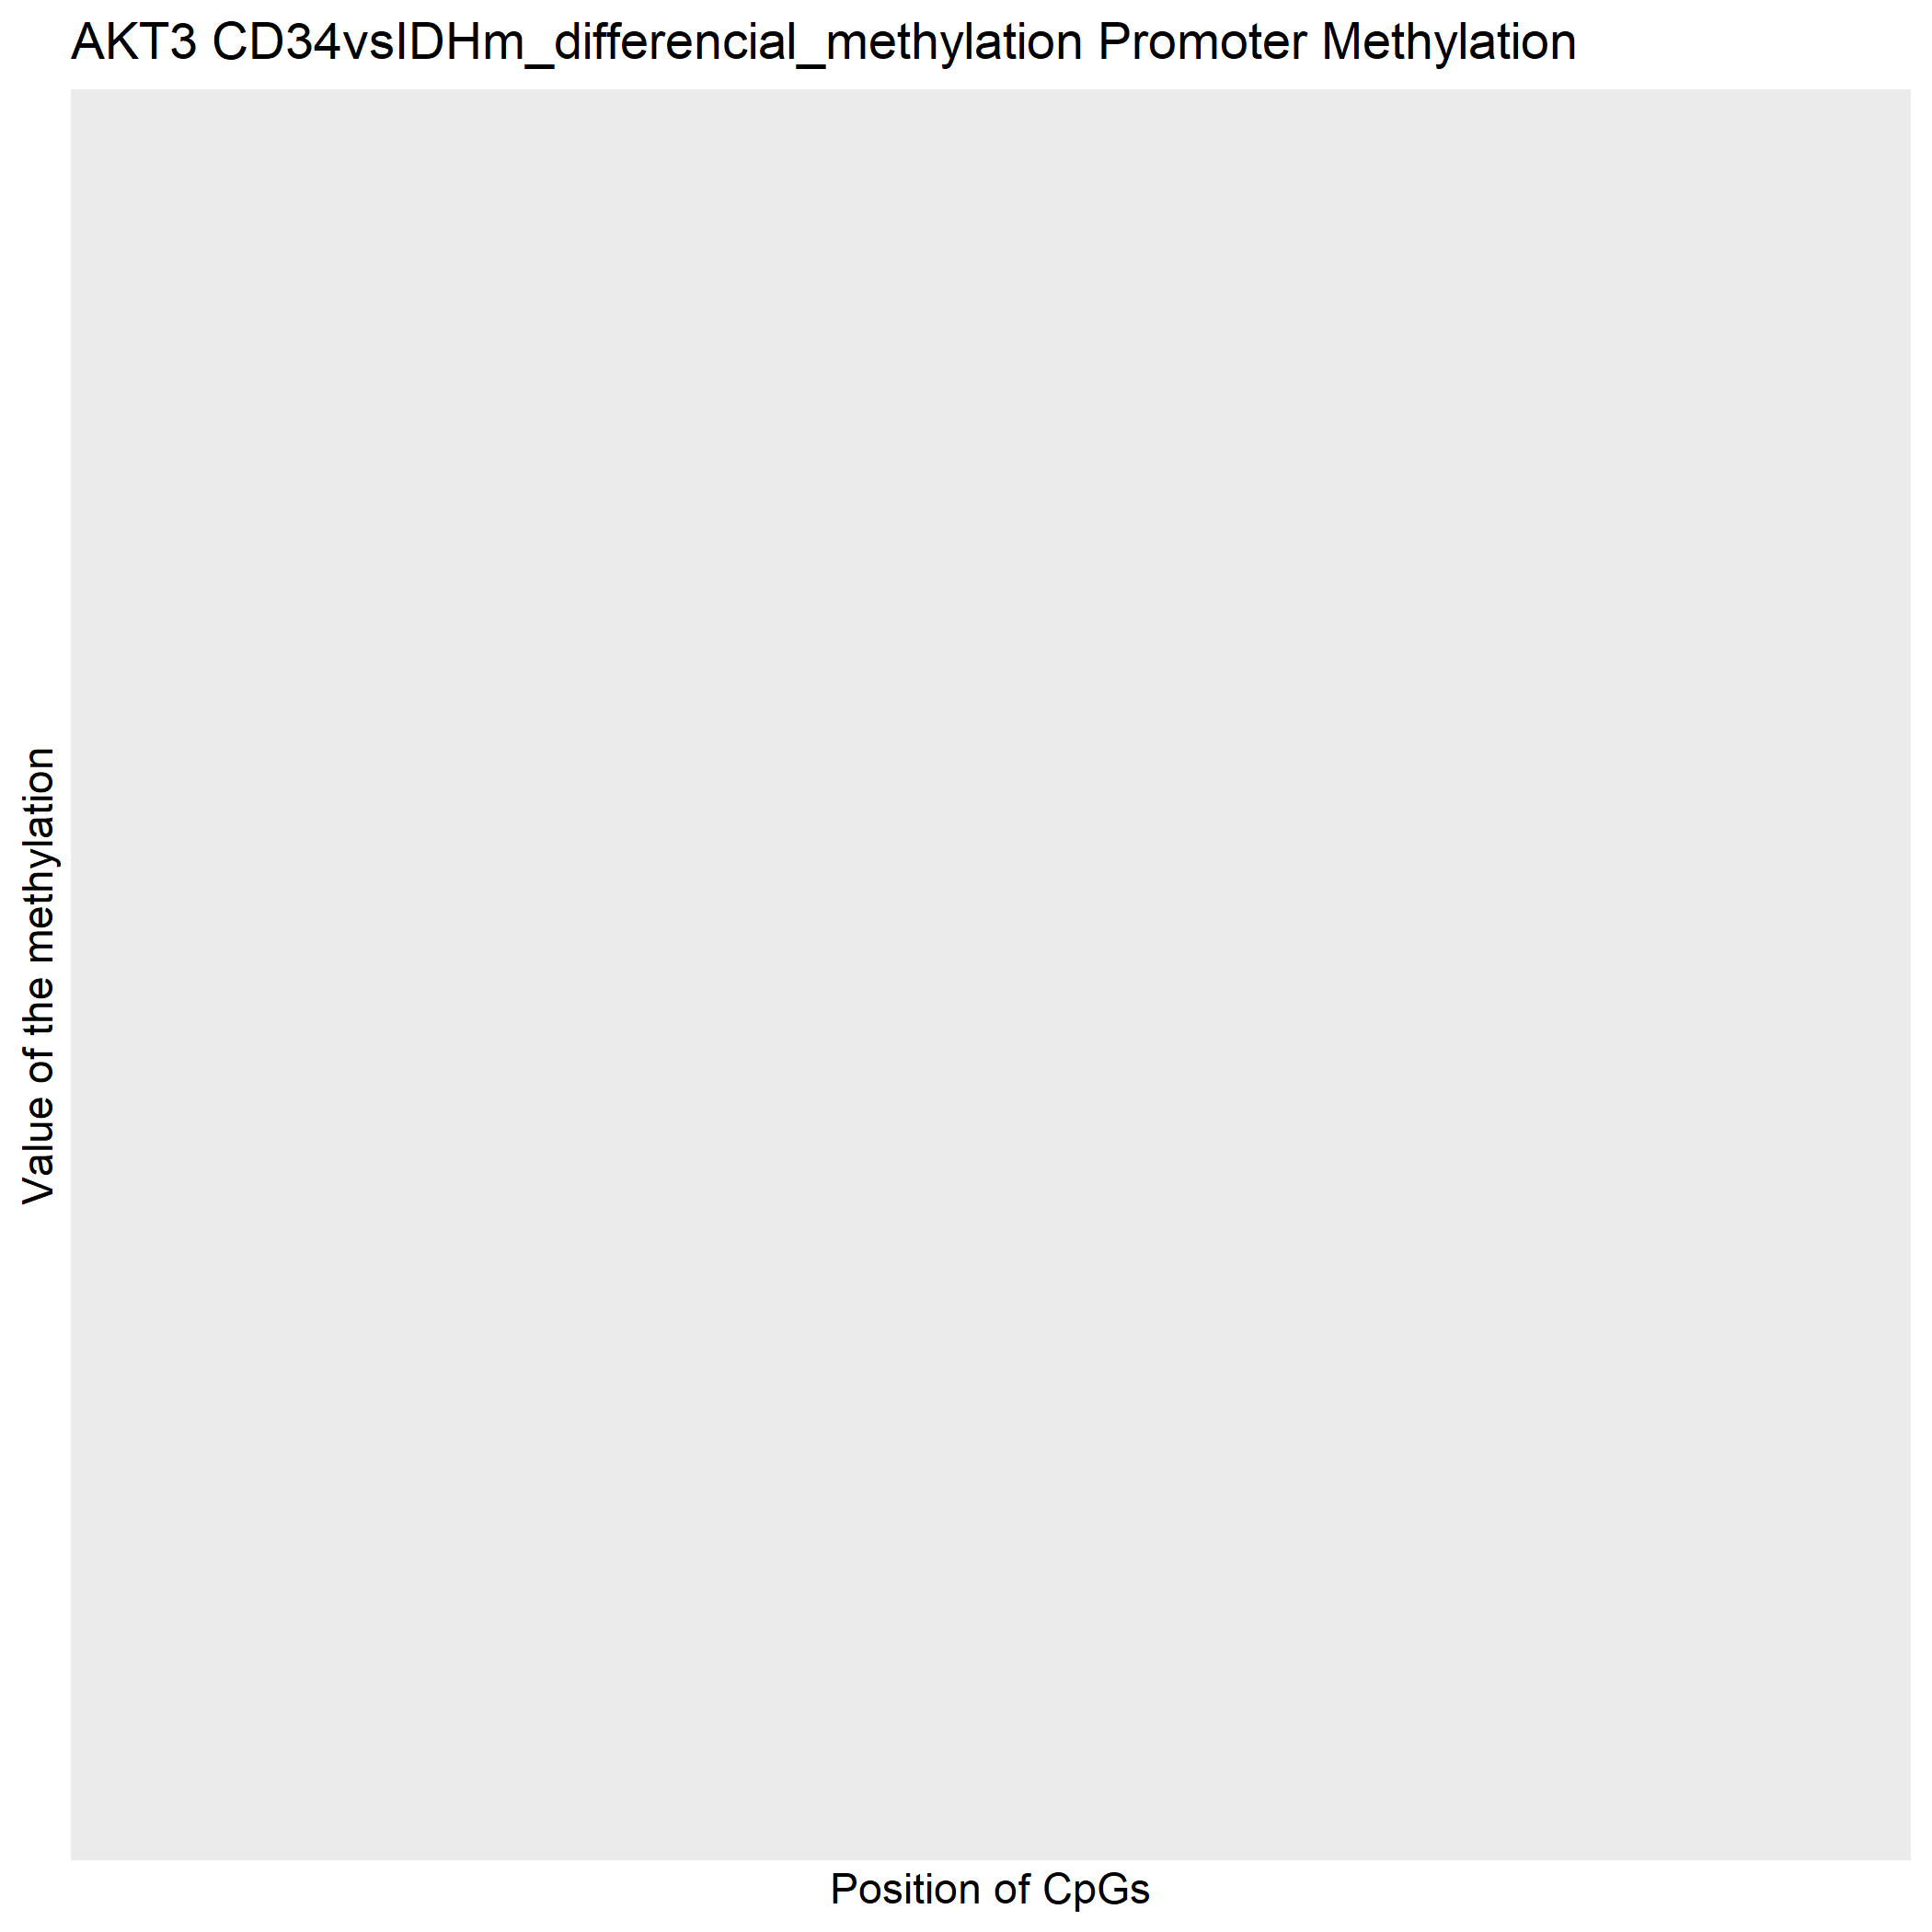 AKT3 CD34vsIDHm_differencial_methylation Promoter Methylation
Value of the methylation
Position of CpGs